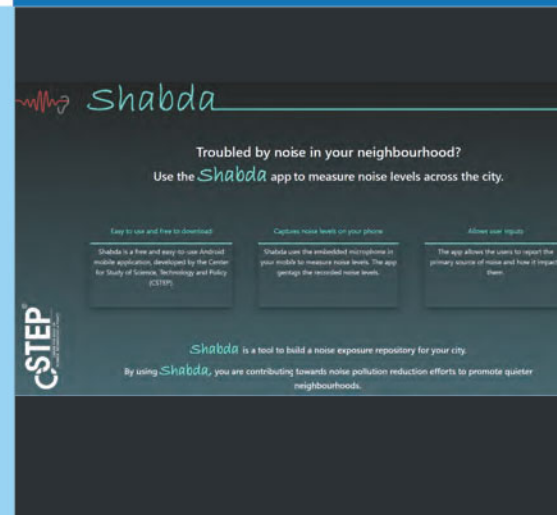 Shabda
Troubled by noise in your neighbourhood?
Use the Shabda app to measure noise levels across the city.
Easy to use and free to download
Shabda is a free and easy-to-use Android
mobile application, developed by the Center
for Study of Science, Technology and Policy
(CSTEP)
Captures noise levels on your phone
Shabda uses the embedded microphone in
your mobile to measure noise levels. The app
geotags the recorded noise levels.
Allows user inputs
The app allows the users to report the
primary source of noise and how it impact
them.
CSTEP
Shabda is a tool to build a noise exposure repository for your city.
By using Shabda, you are contributing towards noise pollution reduction efforts to promote quieter
neighbourhoods.